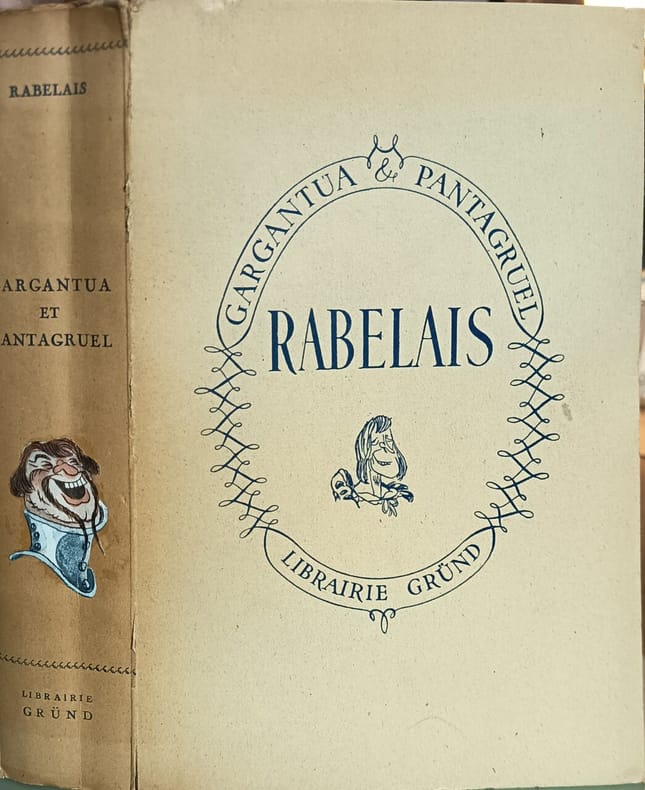 RABELAIS
ARGANTUA
ET
ANTAGRUEL
LIBRAIRIE
GRÜND
GARGANTUA & PANTAGRUEL
RABELAIS
LIBRAIRIE GRÜND